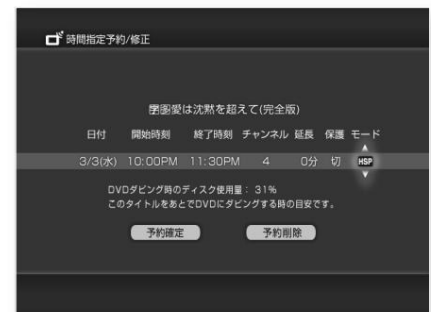 時間指定予約/修正
愛は沈黙を超えて(完全版)
日付 開始時刻 終了時刻 チャンネル 延長 保護 モード
3/3(水) 10:00PM 11:30PM 4 0分 切 HSP
DVDダビング時のディスク使用量： 31%
このタイトルをあとでDVDにダビングする時の目安です。
予約確定 予約削除